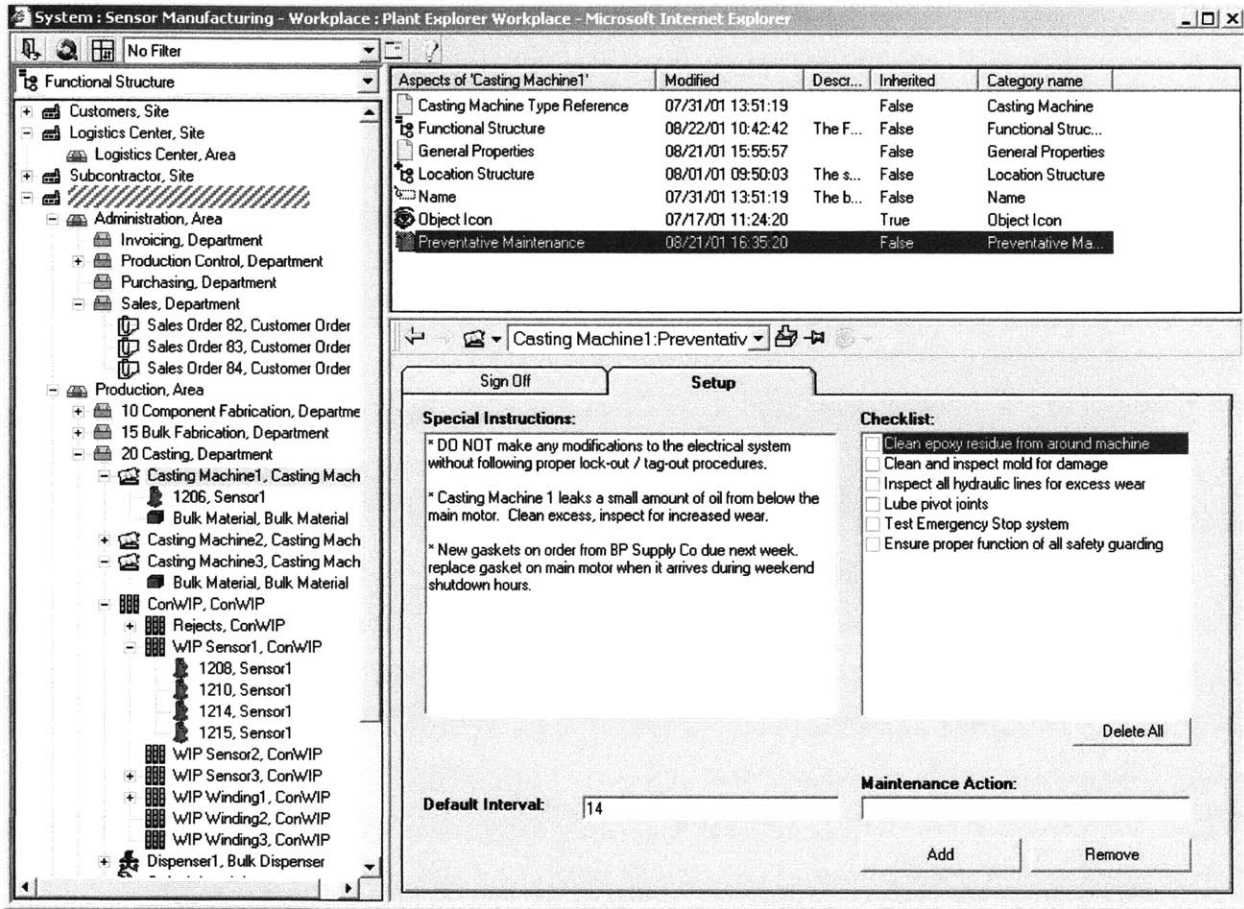 System : Sensor Manufacturing - Workplace : Plant Explorer Workplace - Microsoft Internet Explorer
No Filter
Functional Structure
Customers, Site
Logistics Center, Site
Logistics Center, Area
Subcontractor, Site
Administration, Area
Invoicing, Department
Production Control, Department
Purchasing, Department
Sales, Department
Sales Order 82, Customer Order
Sales Order 83, Customer Order
Sales Order 84, Customer Order
Production, Area
10 Component Fabrication, Departme
15 Bulk Fabrication, Department
20 Casting, Department
Casting Machine1, Casting Mach
1206, Sensor1
Bulk Material, Bulk Material
Casting Machine2, Casting Mach
Casting Machine3, Casting Mach
Bulk Material, Bulk Material
ConWIP, ConWIP
Rejects, ConWIP
WIP Sensor1, ConWIP
1208, Sensor1
1210, Sensor1
1214, Sensor1
1215, Sensor1
WIP Sensor2, ConWIP
WIP Sensor3, ConWIP
WIP Winding1, ConWIP
WIP Winding2, ConWIP
WIP Winding3, ConWIP
Dispenser1, Bulk Dispenser
Aspects of 'Casting Machine1' Modified Descr... Inherited Category name
Casting Machine Type Reference 07/31/01 13:51:19 False Casting Machine
Functional Structure 08/22/01 10:42:42 The F... False Functional Struc...
General Properties 08/21/01 15:55:57 False General Properties
Location Structure 08/01/01 09:50:03 The s... False Location Structure
Name 07/31/01 13:51:19 The b... False Name
Object Icon 07/17/01 11:24:20 True Object Icon
Preventative Maintenance 08/21/01 16:35:20 False Preventative Ma...
Casting Machine1:Preventativ
Sign Off Setup
Special Instructions:
* DO NOT make any modifications to the electrical system
without following proper lock-out / tag-out procedures.
* Casting Machine 1 leaks a small amount of oil from below the
main motor. Clean excess, inspect for increased wear.
* New gaskets on order from BP Supply Co due next week.
replace gasket on main motor when it arrives during weekend
shutdown hours.
Default Interval: 14
Checklist:
Clean epoxy residue from around machine
Clean and inspect mold for damage
Inspect all hydraulic lines for excess wear
Lube pivot joints
Test Emergency Stop system
Ensure proper function of all safety guarding
Delete All
Maintenance Action:
Add Remove